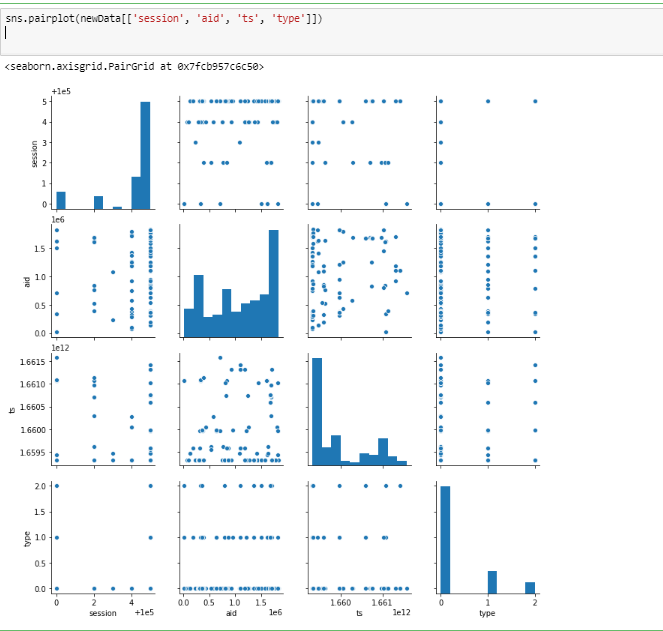 sns.pairplot(newData[['session', 'aid', 'ts', 'type']])
<seaborn.axisgrid.PairGrid at 0x7fcb957c6c50>
+1e5
5
4
3
2
1
0
session
1e6
1.5
1.0
0.5
0.0
aid
1e12
1.6615
1.6610
1.6605
1.6600
1.6595
ts
2.0
1.5
1.0
0.5
0.0
type
0 2 4
+1e5
session
0.0 0.5 1.0 1.5
1e6
aid
1.660 1.661
1e12
ts
0 1 2
type